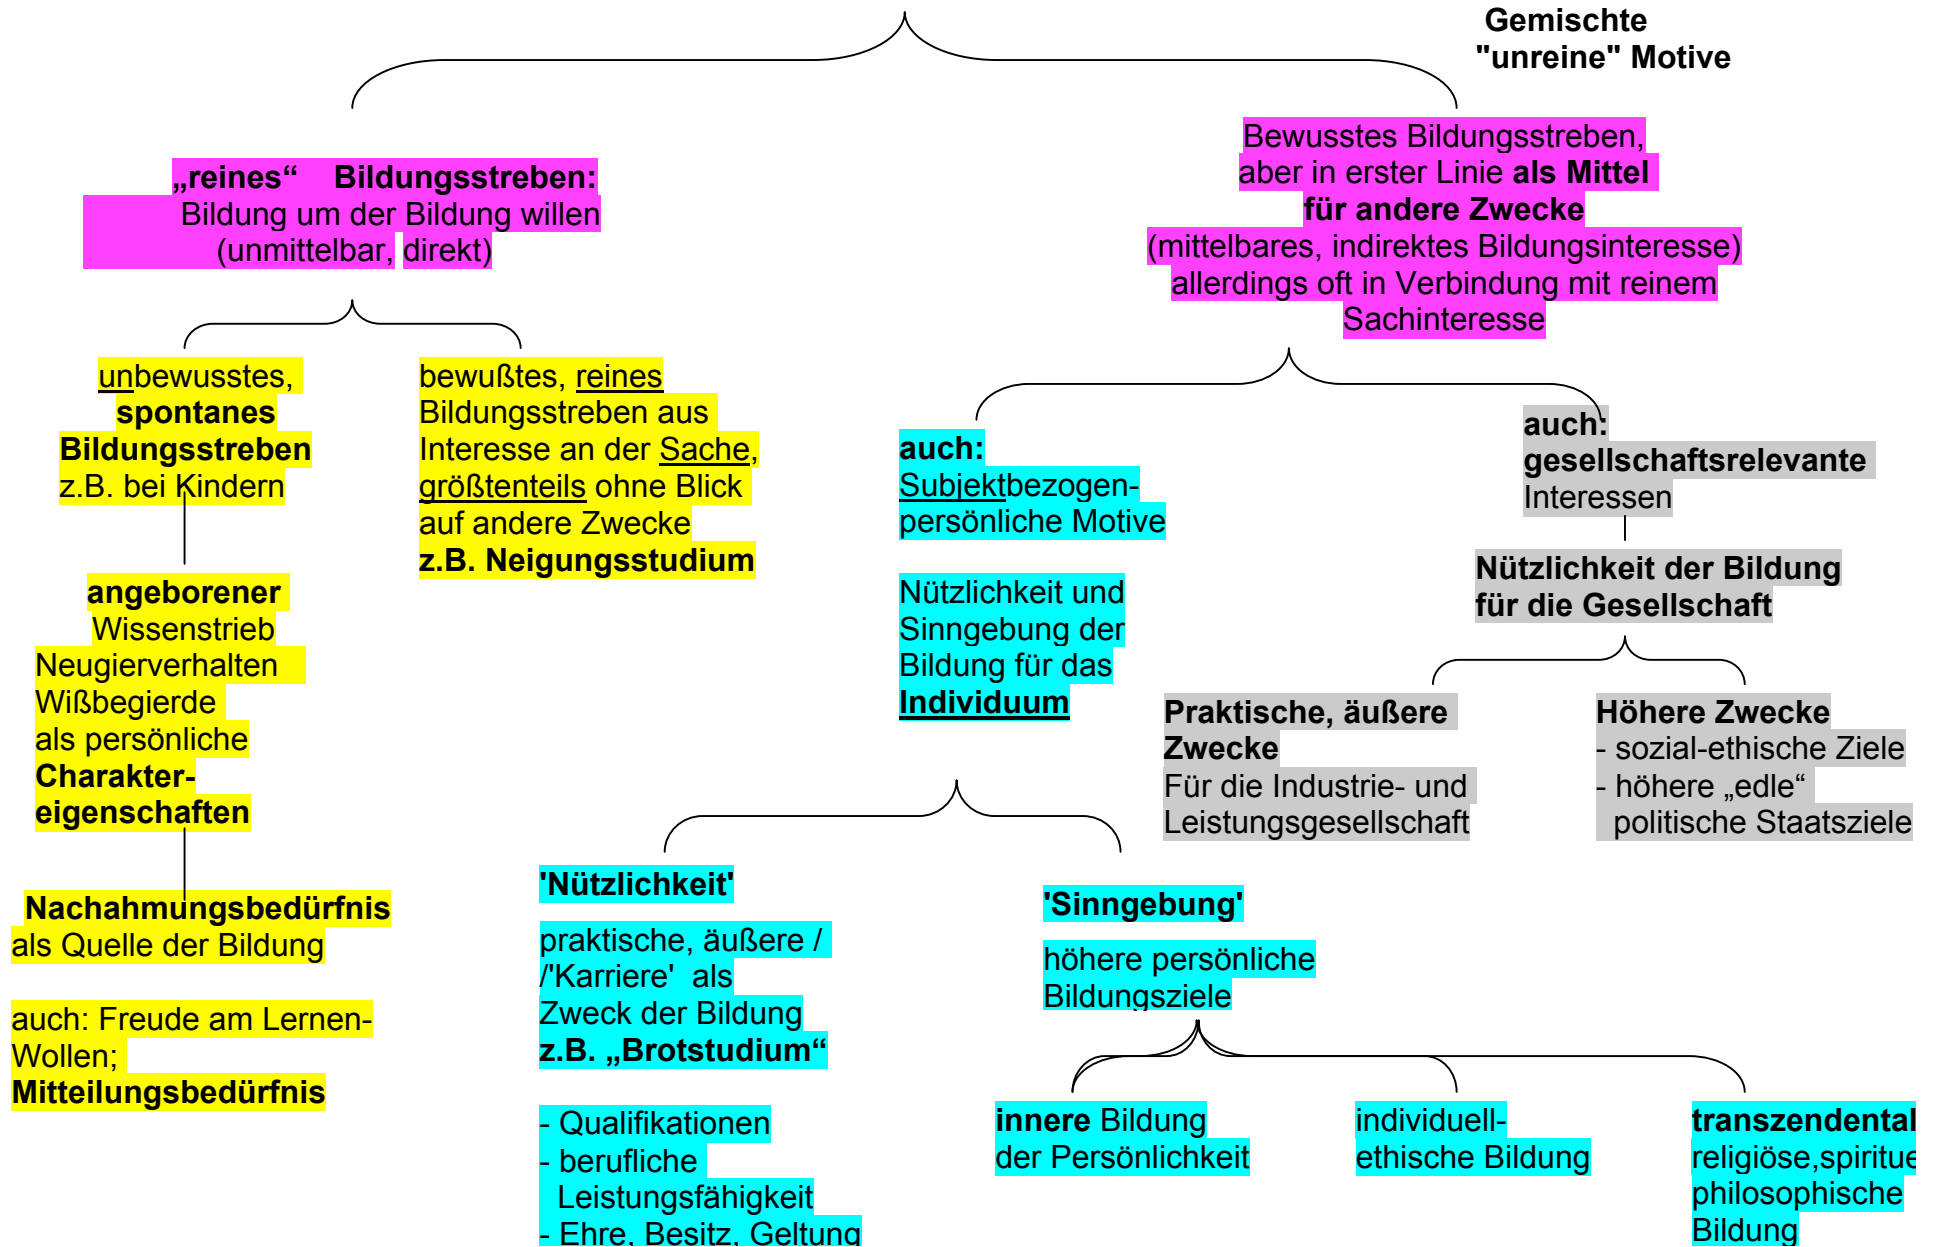 Gemischte
"unreine" Motive
„reines“ Bildungsstreben:
Bildung um der Bildung willen
(unmittelbar, direkt)
Bewusstes Bildungsstreben,
aber in erster Linie als Mittel
für andere Zwecke
(mittelbares, indirektes Bildungsinteresse)
allerdings oft in Verbindung mit reinem
Sachinteresse
unbewusstes,
spontanes
Bildungsstreben
z.B. bei Kindern
bewußtes, reines
Bildungsstreben aus
Interesse an der Sache,
größtenteils ohne Blick
auf andere Zwecke
z.B. Neigungsstudium
angeborener
Wissenstrieb
Neugierverhalten
Wißbegierde
als persönliche
Charakter-
eigenschaften
Nachahmungsbedürfnis
als Quelle der Bildung
auch: Freude am Lernen-
Wollen;
Mitteilungsbedürfnis
auch:
Subjektbezogen-
persönliche Motive
Nützlichkeit und
Sinngebung der
Bildung für das
Individuum
auch:
gesellschaftsrelevante
Interessen
Nützlichkeit der Bildung
für die Gesellschaft
Praktische, äußere
Zwecke
Für die Industrie- und
Leistungsgesellschaft
Höhere Zwecke
- sozial-ethische Ziele
- höhere „edle“
politische Staatsziele
'Nützlichkeit'
praktische, äußere /
/'Karriere' als
Zweck der Bildung
z.B. „Brotstudium“
- Qualifikationen
- berufliche
Leistungsfähigkeit
- Ehre, Besitz, Geltung
'Sinngebung'
höhere persönliche
Bildungsziele
innere Bildung
der Persönlichkeit
individuell-
ethische Bildung
transzendental
religiöse,spiritue
philosophische
Bildung